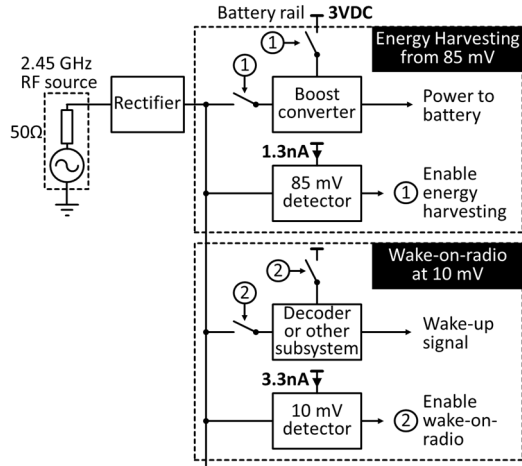 Battery rail 3VDC
Energy Harvesting
from 85 mV
1
1
2.45 GHz
RF source
50Ω
Rectifier
Boost
converter
Power to
battery
1.3nA
85 mV
detector
1 Enable
energy
harvesting
Wake-on-radio
at 10 mV
2
2
Decoder
or other
subsystem
Wake-up
signal
3.3nA
10 mV
detector
2 Enable
wake-on-
radio